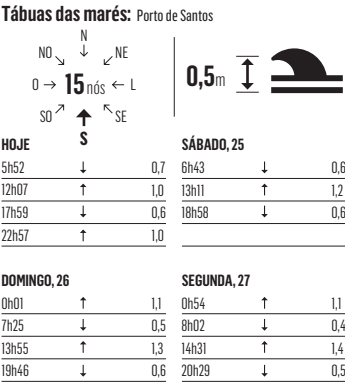 Tábuas das marés: Porto de Santos
N
NO ↓ NE
O → 15 nós ← L
SO ↑ SE
S
0,5m
HOJE
5h52 ↓ 0,7
12h07 ↑ 1,0
17h59 ↓ 0,6
22h57 ↑ 1,0
SÁBADO, 25
6h43 ↓ 0,6
13h11 ↑ 1,2
18h58 ↓ 0,6
DOMINGO, 26
0h01 ↑ 1,1
7h25 ↓ 0,5
13h55 ↑ 1,3
19h46 ↓ 0,6
SEGUNDA, 27
0h54 ↑ 1,1
8h02 ↓ 0,4
14h31 ↑ 1,4
20h29 ↓ 0,5